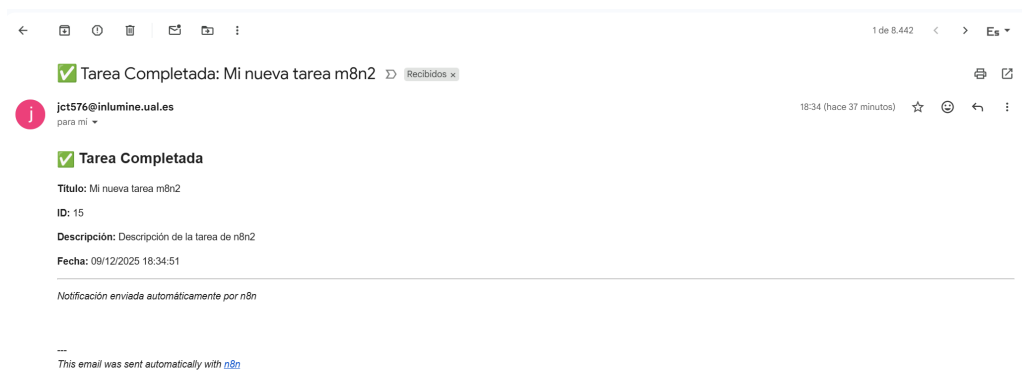 1 de 8.442
Es
✅ Tarea Completada: Mi nueva tarea m8n2 Recibidos ×
j
jct576@inlumine.ual.es
18:34 (hace 37 minutos)
para mí
✅ Tarea Completada
Título: Mi nueva tarea m8n2
ID: 15
Descripción: Descripción de la tarea de n8n2
Fecha: 09/12/2025 18:34:51
Notificación enviada automáticamente por n8n
---
This email was sent automatically with n8n